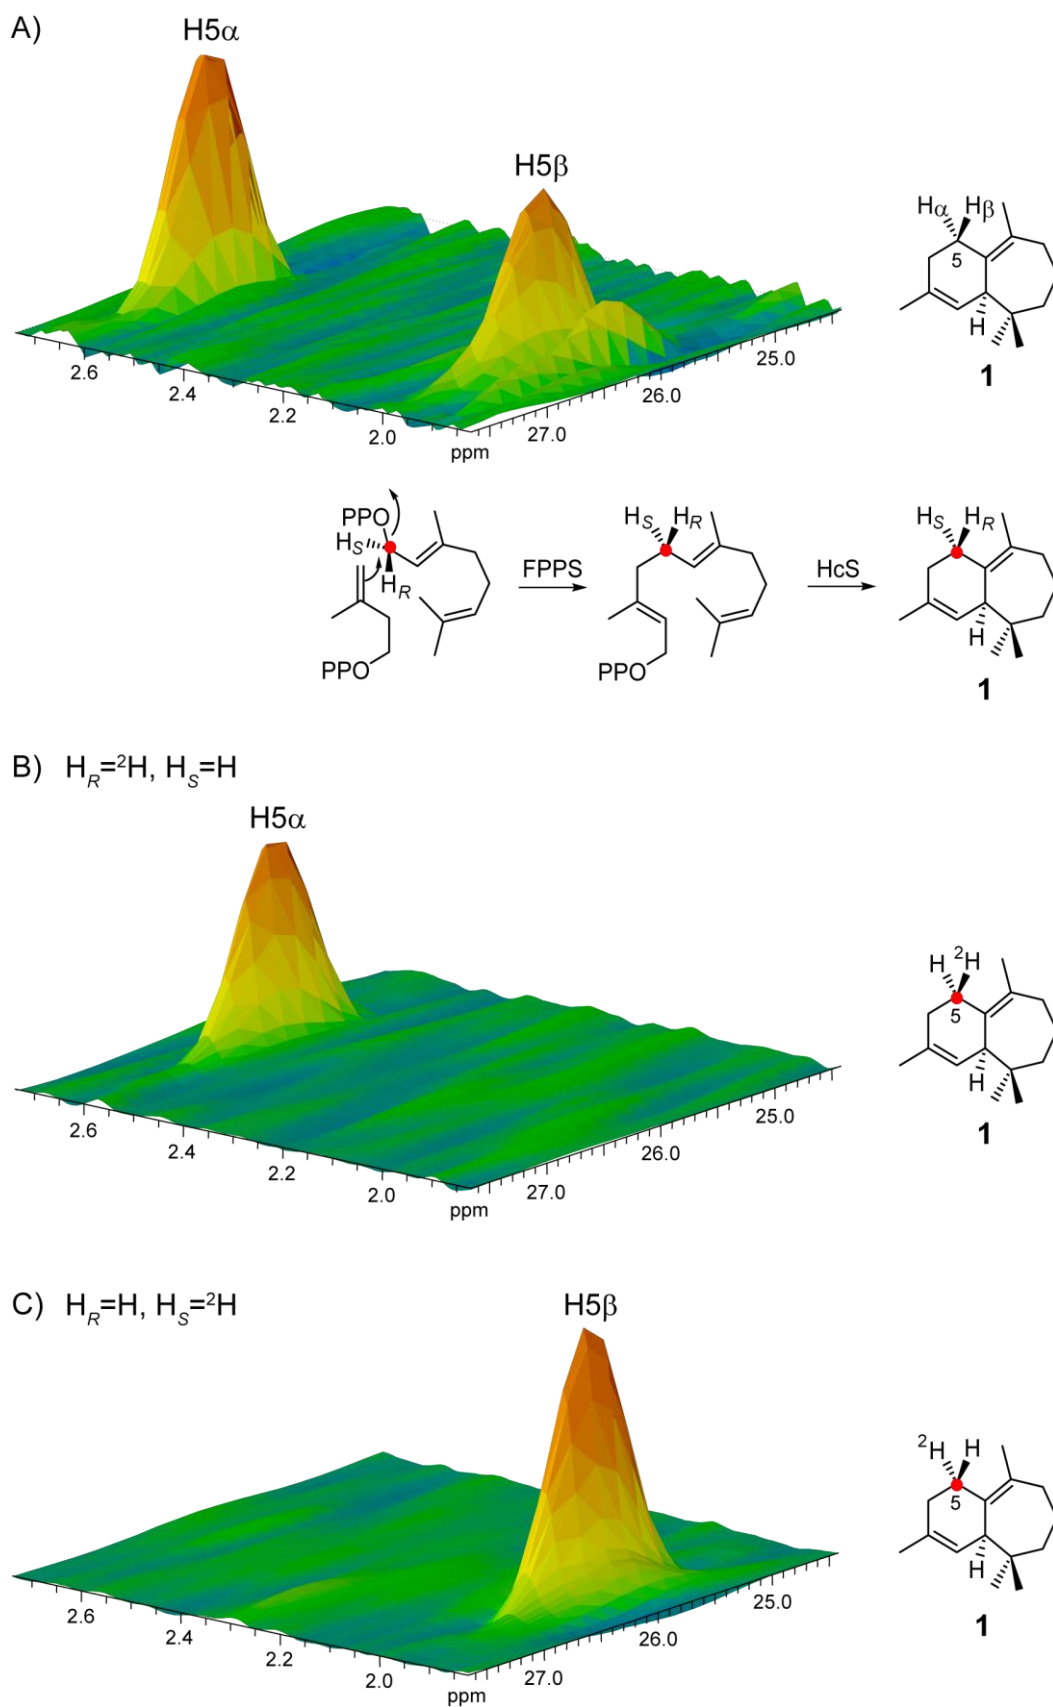 A)
H5α
H5β
Hα Hβ
5
H
1
2.6
2.4
2.2
2.0
ppm
27.0
26.0
25.0
PPO
HS
HR
PPO
FPPS
HS HR
PPO
HcS
HS HR
H
1
B) HR=²H, HS=H
H5α
H ²H
5
H
1
2.6
2.4
2.2
2.0
ppm
27.0
26.0
25.0
C) HR=H, HS=²H
H5β
²H H
5
H
1
2.6
2.4
2.2
2.0
ppm
27.0
26.0
25.0